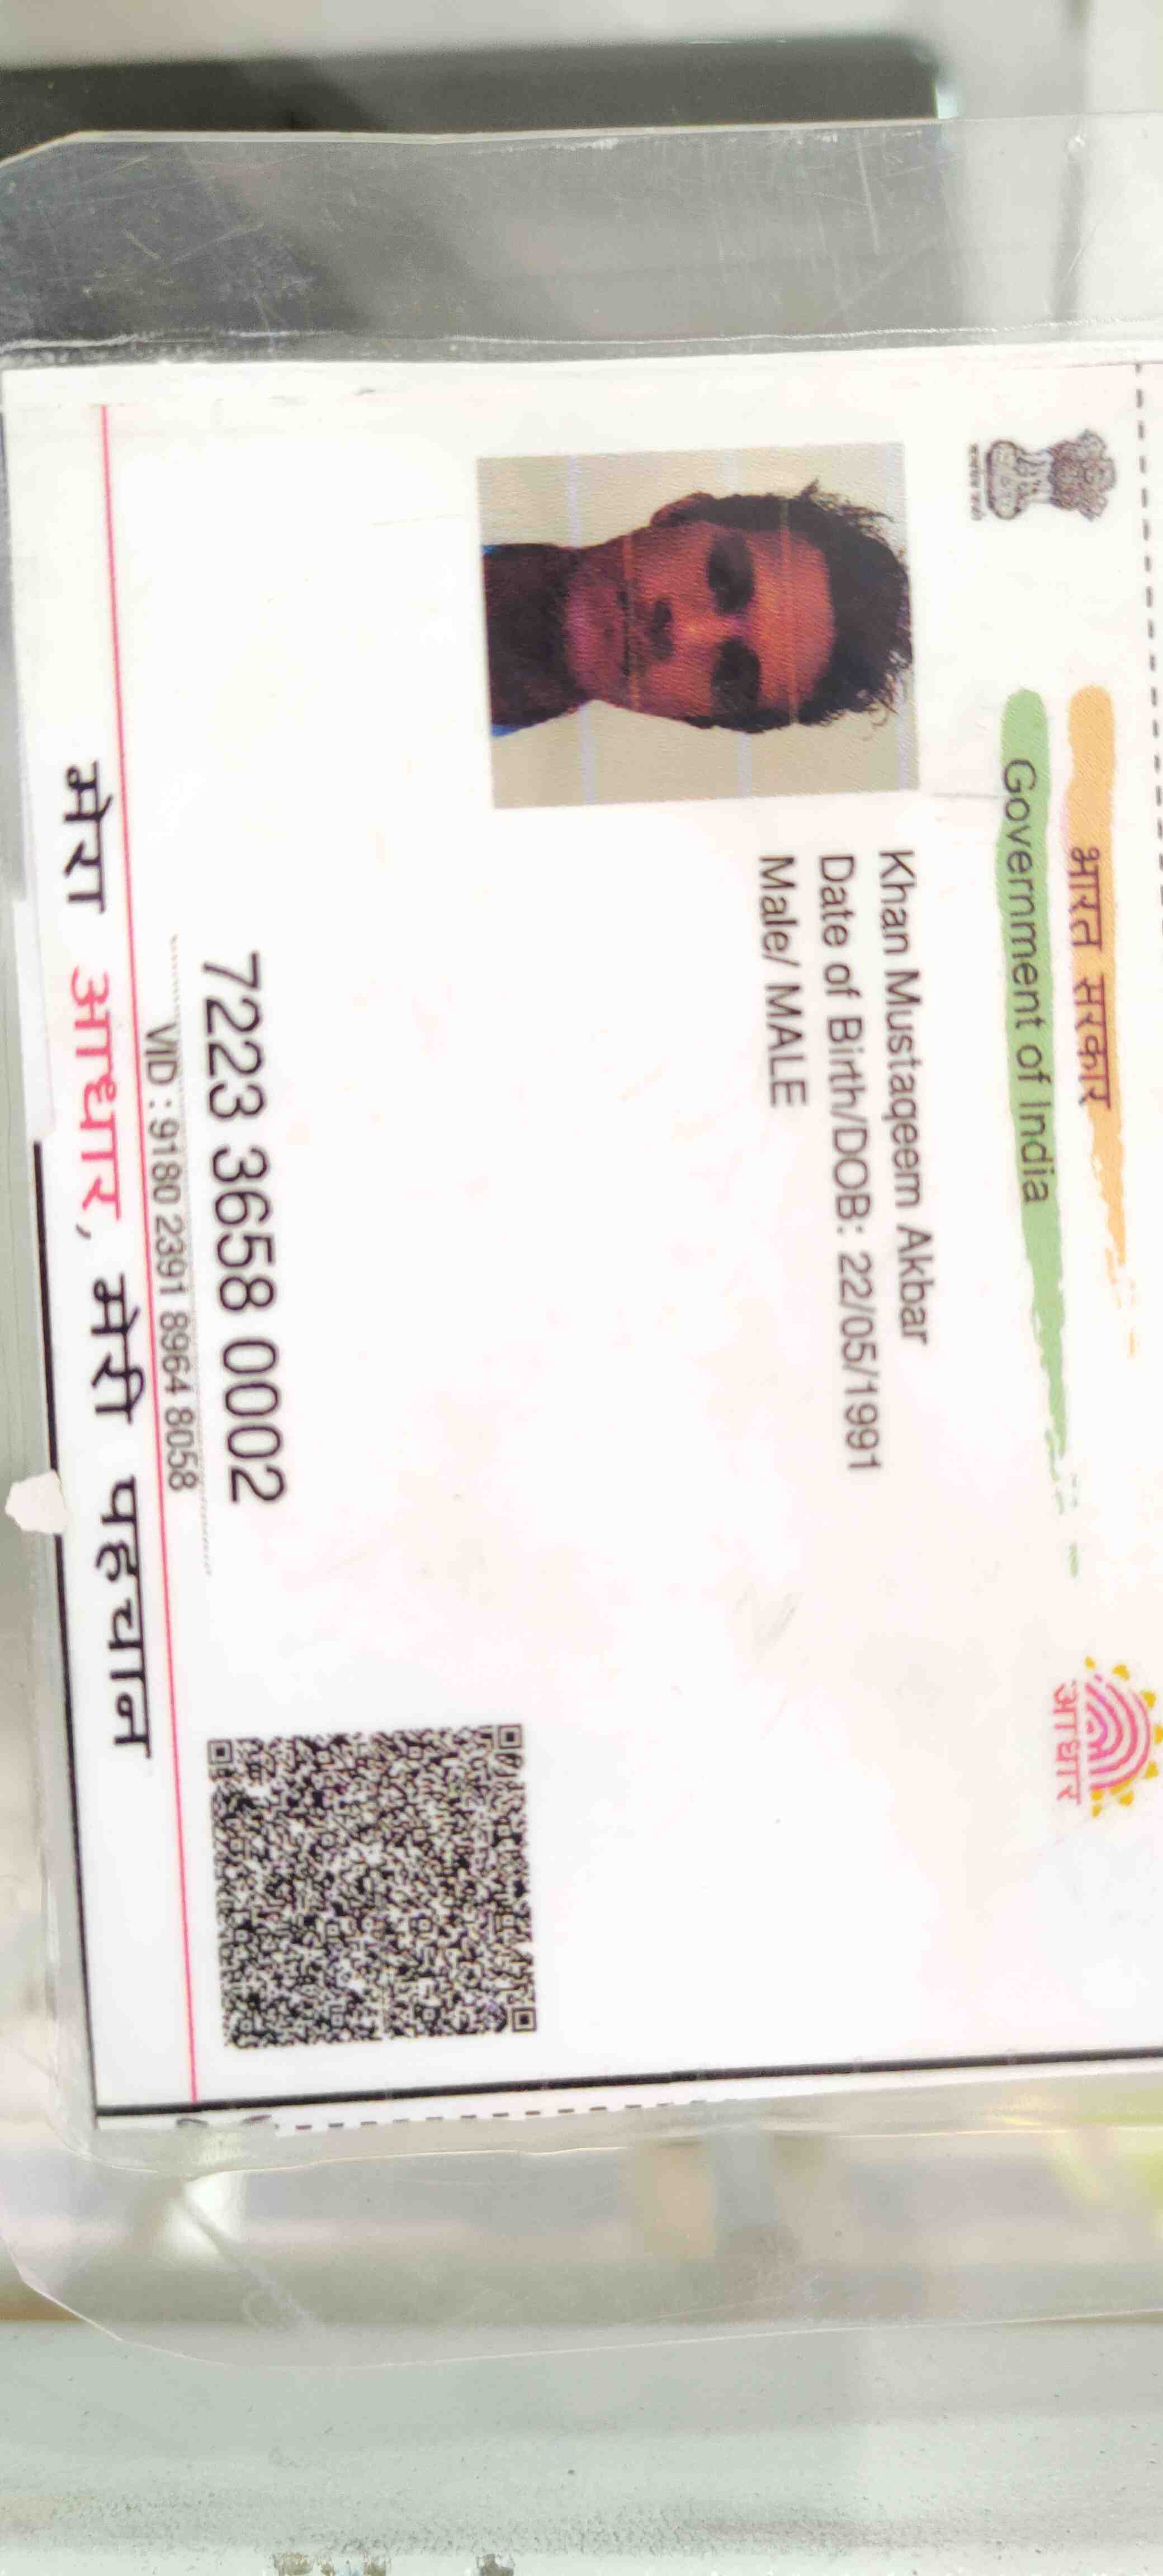 भारत सरकार
Government of India
आधार
Khan Mustaqeem Akbar
Date of Birth/DOB: 22/05/1991
Male/ MALE
7223 3658 0002
VID : 9180 2391 8964 8058
मेरा आधार, मेरी पहचान